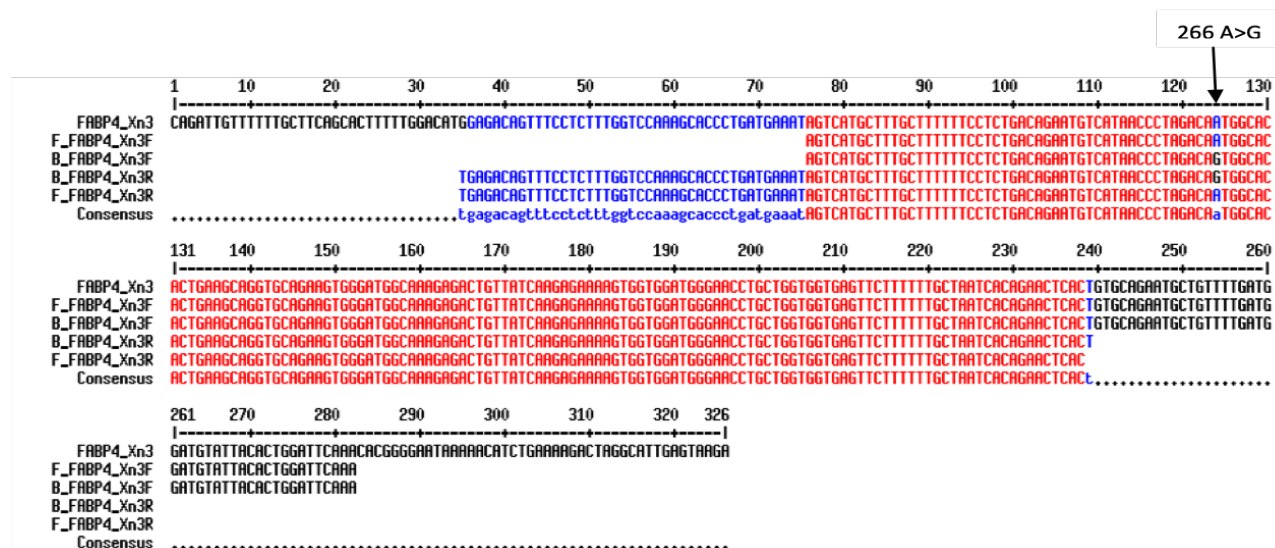 266 A>G
1 10 20 30 40 50 60 70 80 90 100 110 120 130
|--------+---------+---------+---------+---------+---------+---------+---------+---------+---------+---------+---------+---------|
FABP4_Xn3 CAGATTGTTTTTTGCTTCAGCACTTTTTGGACATGGAGACAGTTTCCTCTTTGGTCCAAAGCACCCTGATGAAATAGTCATGCTTTGCTTTTTTCCTCTGACAGAATGTCATAACCCTAGACAATGGCAC
F_FABP4_Xn3F AGTCATGCTTTGCTTTTTTCCTCTGACAGAATGTCATAACCCTAGACAATGGCAC
B_FABP4_Xn3F AGTCATGCTTTGCTTTTTTCCTCTGACAGAATGTCATAACCCTAGACAGTGGCAC
B_FABP4_Xn3R TGAGACAGTTTCCTCTTTGGTCCAAAGCACCCTGATGAAATAGTCATGCTTTGCTTTTTTCCTCTGACAGAATGTCATAACCCTAGACAGTGGCAC
F_FABP4_Xn3R TGAGACAGTTTCCTCTTTGGTCCAAAGCACCCTGATGAAATAGTCATGCTTTGCTTTTTTCCTCTGACAGAATGTCATAACCCTAGACAATGGCAC
Consensus ..................................tgagacagtttcctctttggtccaaagcaccctgatgaaatAGTCATGCTTTGCTTTTTTCCTCTGACAGAATGTCATAACCCTAGACAaTGGCAC
131 140 150 160 170 180 190 200 210 220 230 240 250 260
|--------+---------+---------+---------+---------+---------+---------+---------+---------+---------+---------+---------+---------|
FABP4_Xn3 ACTGAAGCAGGTGCAGAAGTGGGATGGCAAAGAGACTGTTATCAAGAGAAAAGTGGTGGATGGGAACCTGCTGGTGGTGAGTTCTTTTTTGCTAATCACAGAACTCACTGTGCAGAATGCTGTTTTGATG
F_FABP4_Xn3F ACTGAAGCAGGTGCAGAAGTGGGATGGCAAAGAGACTGTTATCAAGAGAAAAGTGGTGGATGGGAACCTGCTGGTGGTGAGTTCTTTTTTGCTAATCACAGAACTCACTGTGCAGAATGCTGTTTTGATG
B_FABP4_Xn3F ACTGAAGCAGGTGCAGAAGTGGGATGGCAAAGAGACTGTTATCAAGAGAAAAGTGGTGGATGGGAACCTGCTGGTGGTGAGTTCTTTTTTGCTAATCACAGAACTCACTGTGCAGAATGCTGTTTTGATG
B_FABP4_Xn3R ACTGAAGCAGGTGCAGAAGTGGGATGGCAAAGAGACTGTTATCAAGAGAAAAGTGGTGGATGGGAACCTGCTGGTGGTGAGTTCTTTTTTGCTAATCACAGAACTCACT
F_FABP4_Xn3R ACTGAAGCAGGTGCAGAAGTGGGATGGCAAAGAGACTGTTATCAAGAGAAAAGTGGTGGATGGGAACCTGCTGGTGGTGAGTTCTTTTTTGCTAATCACAGAACTCAC
Consensus ACTGAAGCAGGTGCAGAAGTGGGATGGCAAAGAGACTGTTATCAAGAGAAAAGTGGTGGATGGGAACCTGCTGGTGGTGAGTTCTTTTTTGCTAATCACAGAACTCACt.....................
261 270 280 290 300 310 320 326
|--------+---------+---------+---------+---------+---------+-----|
FABP4_Xn3 GATGTATTACACTGGATTCAAACACGGGGAATAAAAACATCTGAAAAGACTAGGCATTGAGTAAGA
F_FABP4_Xn3F GATGTATTACACTGGATTCAAA
B_FABP4_Xn3F GATGTATTACACTGGATTCAAA
B_FABP4_Xn3R
F_FABP4_Xn3R
Consensus ..................................................................